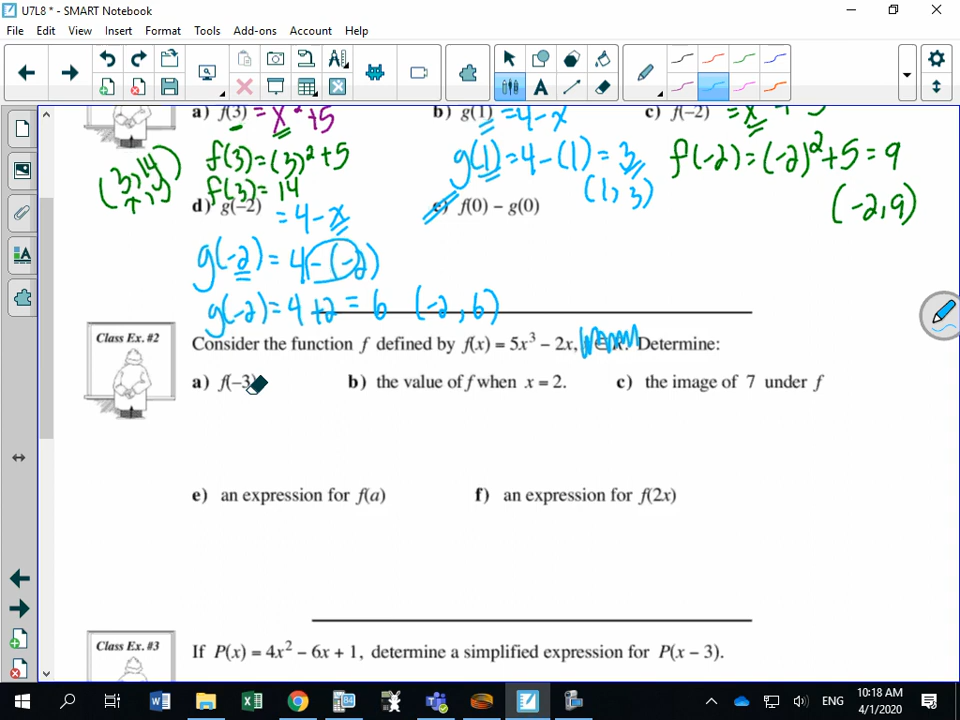 U7L8 * - SMART Notebook
File Edit View Insert Format Tools Add-ons Account Help
a) f(3) = x² + 5 b) g(1) = 4 - x c) f(-2) = x² + 5
f(3) = (3)² + 5 g(1) = 4 - (1) = 3 f(-2) = (-2)² + 5 = 9
(3, 14) f(3) = 14 (1, 3) (-2, 9)
(x, y)
d) g(-2) = 4 - x e) f(0) – g(0)
g(-2) = 4 - (-2)
g(-2) = 4 + 2 = 6 (-2, 6)
Class Ex. #2
Consider the function f defined by f(x) = 5x³ – 2x, Determine:
a) f(–3) b) the value of f when x = 2. c) the image of 7 under f
e) an expression for f(a) f) an expression for f(2x)
Class Ex. #3
If P(x) = 4x² – 6x + 1, determine a simplified expression for P(x – 3).
ENG
10:18 AM
4/1/2020